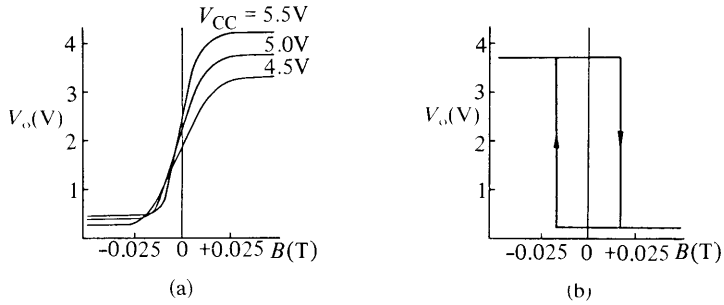 V_CC = 5.5V
5.0V
4.5V
4
3
2
1
V_o(V)
-0.025 0 +0.025 B(T)
(a)
4
3
2
1
V_o(V)
-0.025 0 +0.025 B(T)
(b)